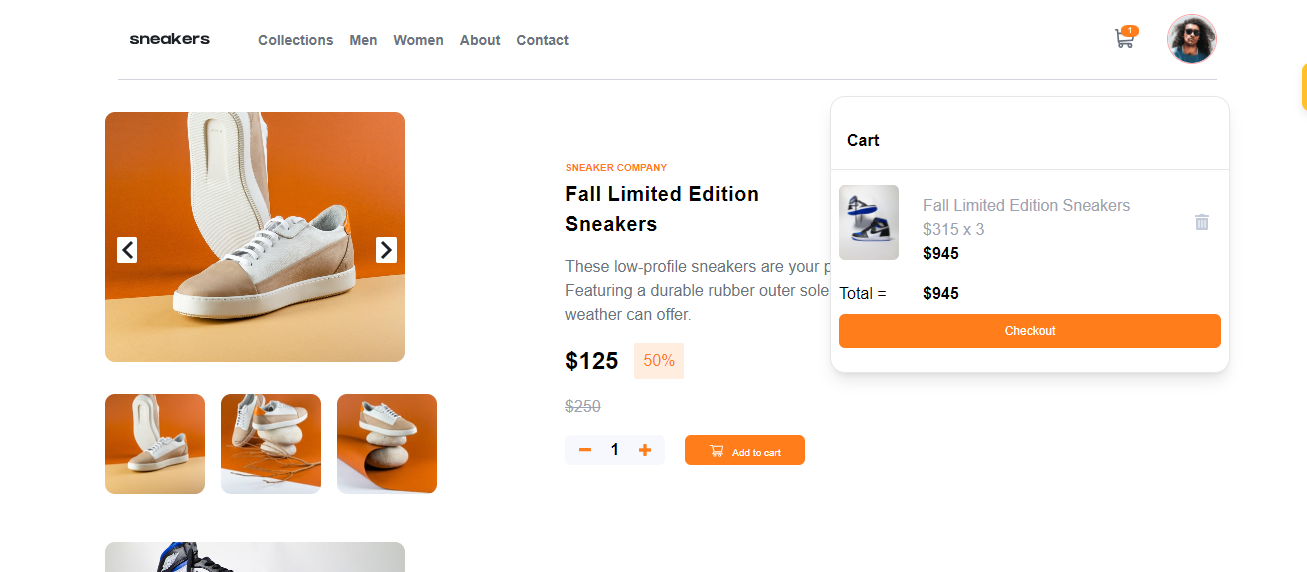 sneakers
Collections Men Women About Contact
1
Cart
SNEAKER COMPANY
Fall Limited Edition
Sneakers
Fall Limited Edition Sneakers
$315 x 3
$945
These low-profile sneakers are your
Featuring a durable rubber outer sole
weather can offer.
Total = $945
Checkout
$125 50%
$250
1
Add to cart